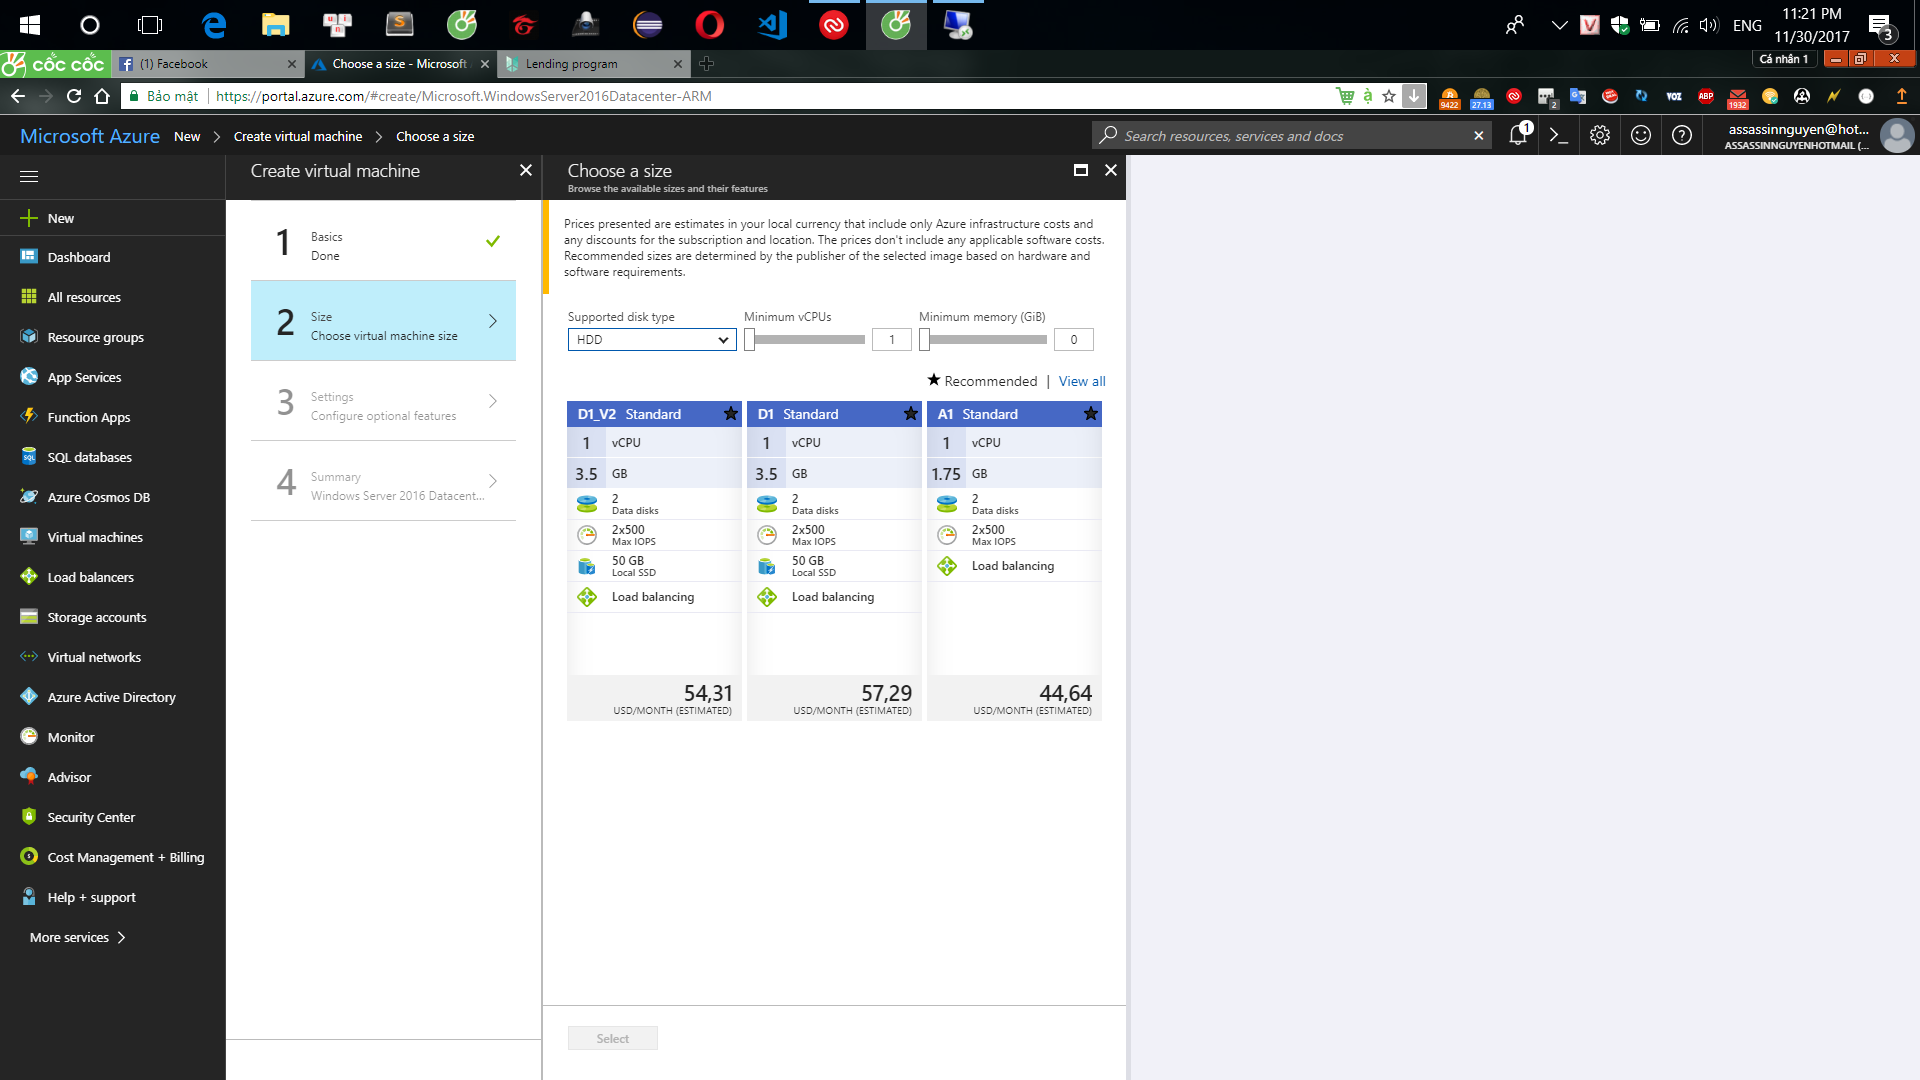 ENG
11:21 PM
11/30/2017
3
cốc cốc
(1) Facebook
Choose a size - Microsoft
Lending program
Cá nhân 1
Bảo mật
https://portal.azure.com/#create/Microsoft.WindowsServer2016Datacenter-ARM
9422
27.13
2
VOZ
ABP
1932
Microsoft Azure
New
Create virtual machine
Choose a size
Search resources, services and docs
1
assassinnguyen@hot...
ASSASSINNGUYENHOTMAIL (...
New
Dashboard
All resources
Resource groups
App Services
Function Apps
SQL databases
Azure Cosmos DB
Virtual machines
Load balancers
Storage accounts
Virtual networks
Azure Active Directory
Monitor
Advisor
Security Center
Cost Management + Billing
Help + support
More services
Create virtual machine
1
Basics
Done
2
Size
Choose virtual machine size
3
Settings
Configure optional features
4
Summary
Windows Server 2016 Datacent...
Choose a size
Browse the available sizes and their features
Prices presented are estimates in your local currency that include only Azure infrastructure costs and
any discounts for the subscription and location. The prices don't include any applicable software costs.
Recommended sizes are determined by the publisher of the selected image based on hardware and
software requirements.
Supported disk type
HDD
Minimum vCPUs
1
Minimum memory (GiB)
0
★ Recommended | View all
D1_V2 Standard
1 vCPU
3.5 GB
2
Data disks
2x500
Max IOPS
50 GB
Local SSD
Load balancing
54,31
USD/MONTH (ESTIMATED)
D1 Standard
1 vCPU
3.5 GB
2
Data disks
2x500
Max IOPS
50 GB
Local SSD
Load balancing
57,29
USD/MONTH (ESTIMATED)
A1 Standard
1 vCPU
1.75 GB
2
Data disks
2x500
Max IOPS
Load balancing
44,64
USD/MONTH (ESTIMATED)
Select